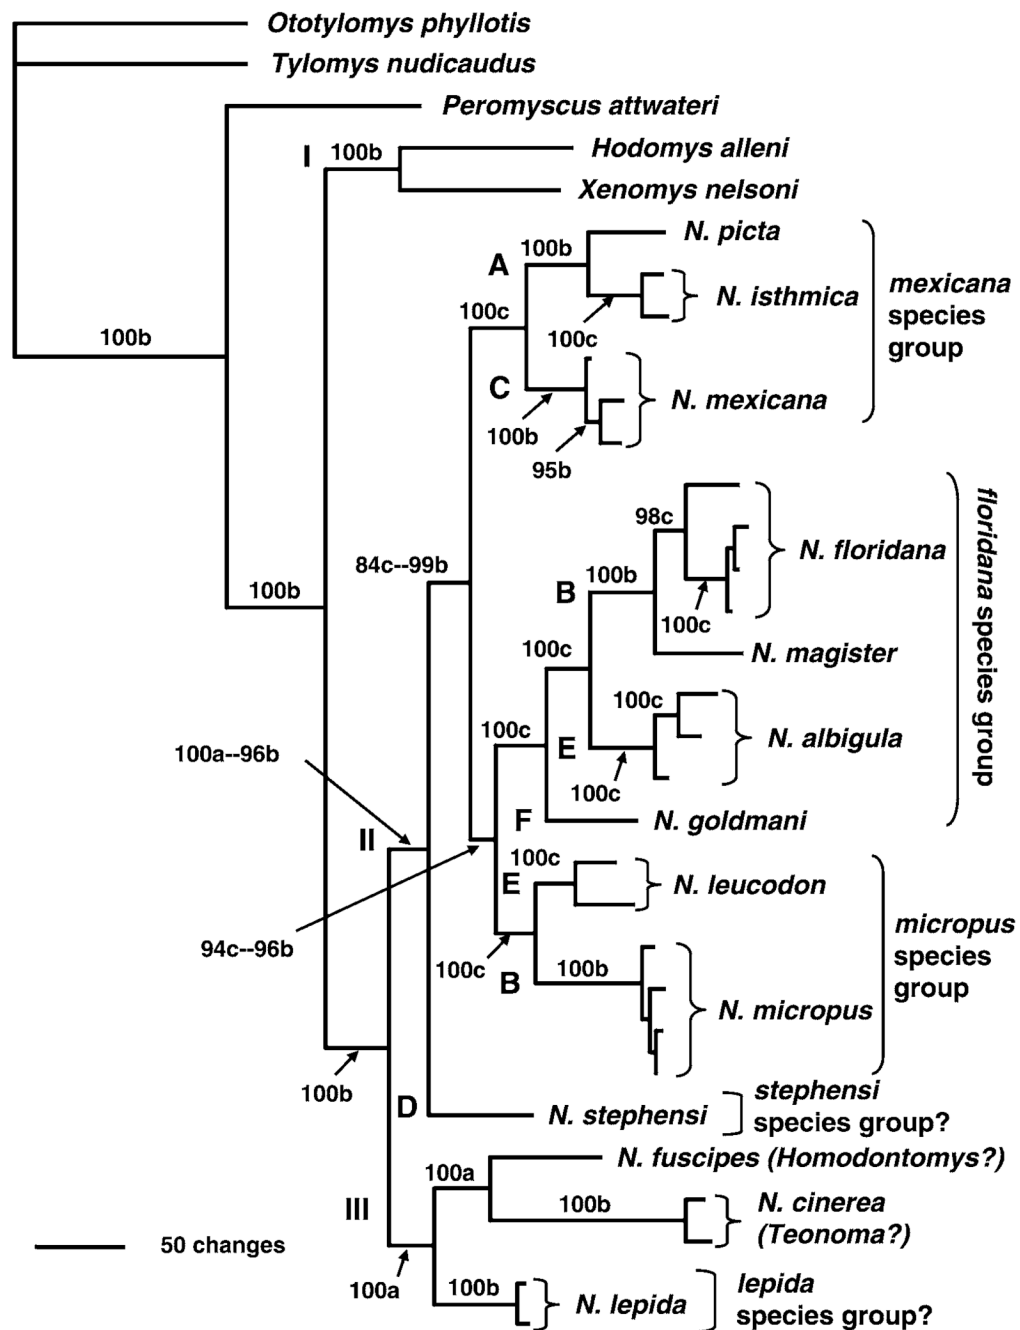 Ototylomys phyllotis
Tylomys nudicaudus
Peromyscus attwateri
I
100b
Hodomys alleni
Xenomys nelsoni
100b
N. picta
A
100b
N. isthmica
100c
100c
mexicana
species
group
C
N. mexicana
100b
95b
84c--99b
98c
N. floridana
B
100b
100c
N. magister
100c
100c
N. albigula
100c
E
100c
floridana species group
F
N. goldmani
100b
100a--96b
II
94c--96b
100c
E
N. leucodon
100c
B
100b
N. micropus
micropus
species
group
100b
D
N. stephensi
stephensi
species group?
N. fuscipes (Homodontomys?)
100a
III
100b
N. cinerea
(Teonoma?)
50 changes
100a
100b
N. lepida
lepida
species group?